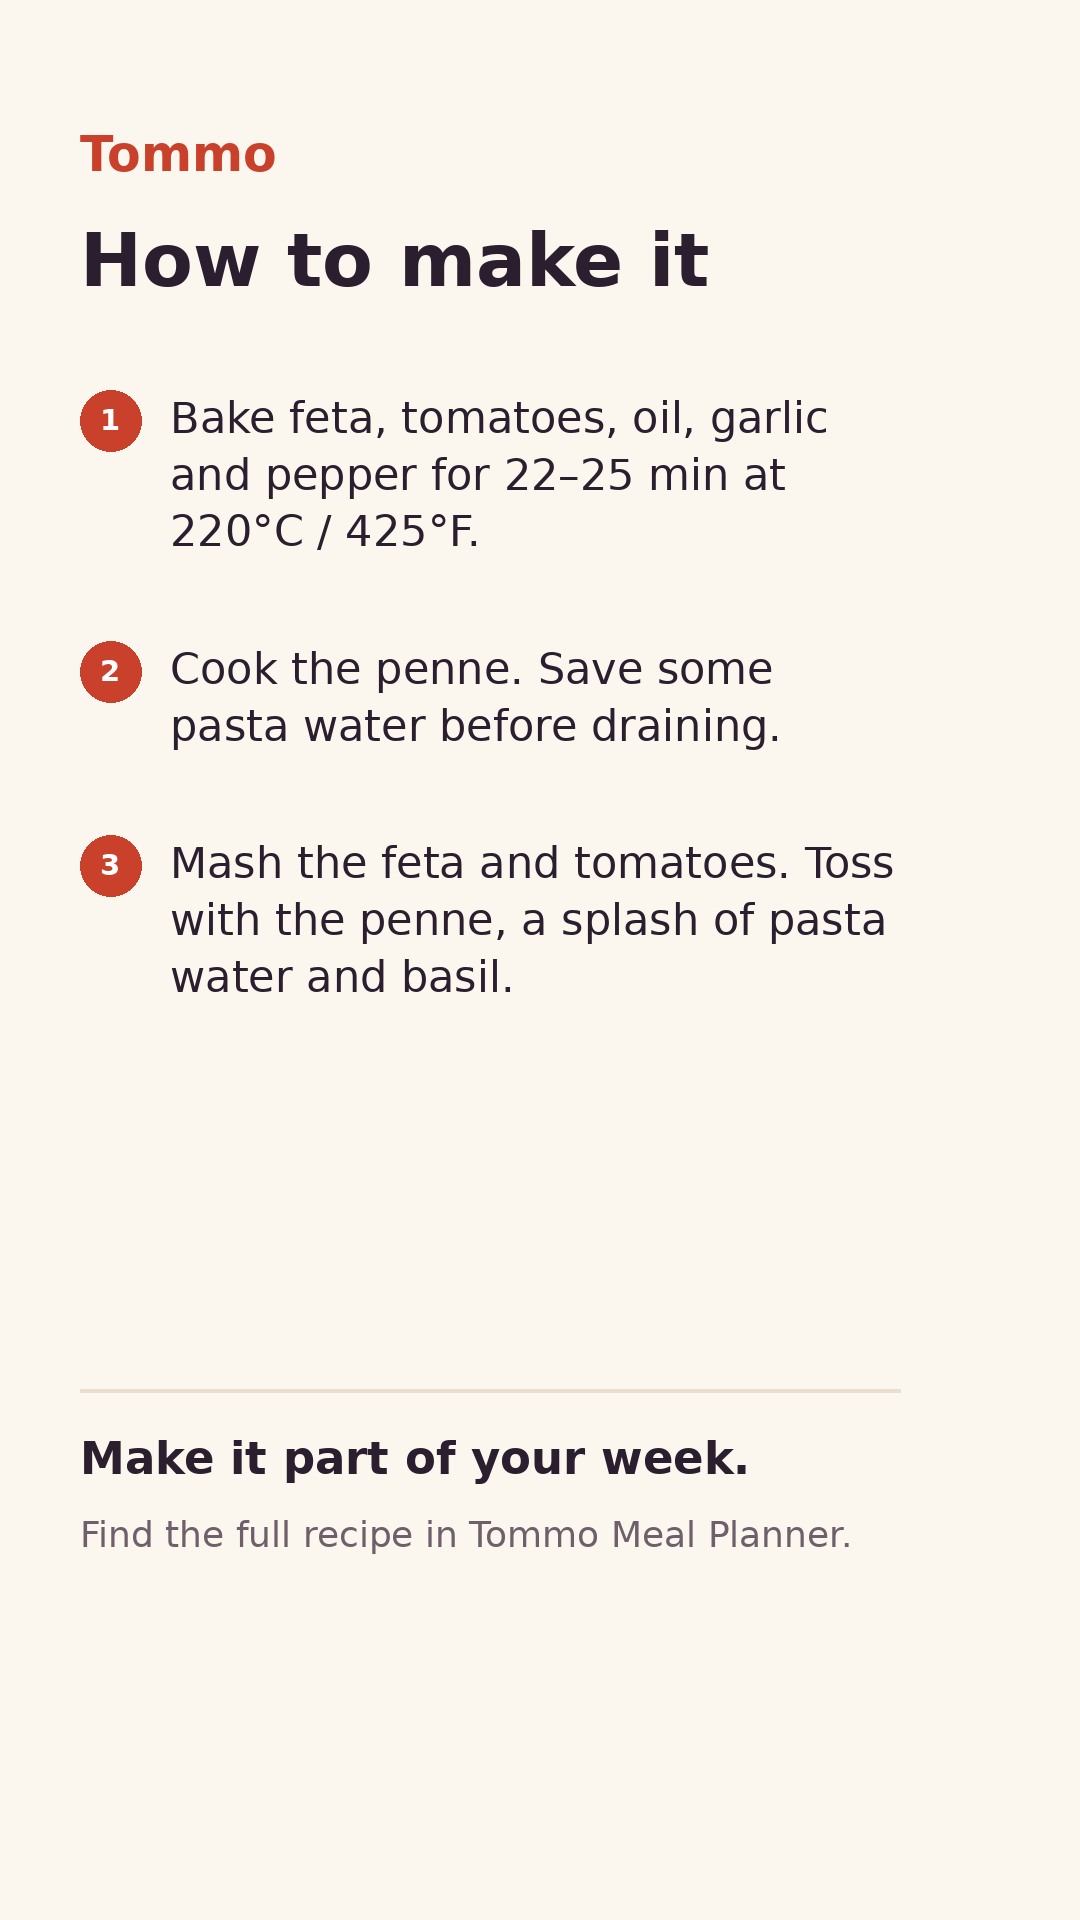 Tommo
How to make it
1
Bake feta, tomatoes, oil, garlic
and pepper for 22–25 min at
220°C / 425°F.
2
Cook the penne. Save some
pasta water before draining.
3
Mash the feta and tomatoes. Toss
with the penne, a splash of pasta
water and basil.
Make it part of your week.
Find the full recipe in Tommo Meal Planner.